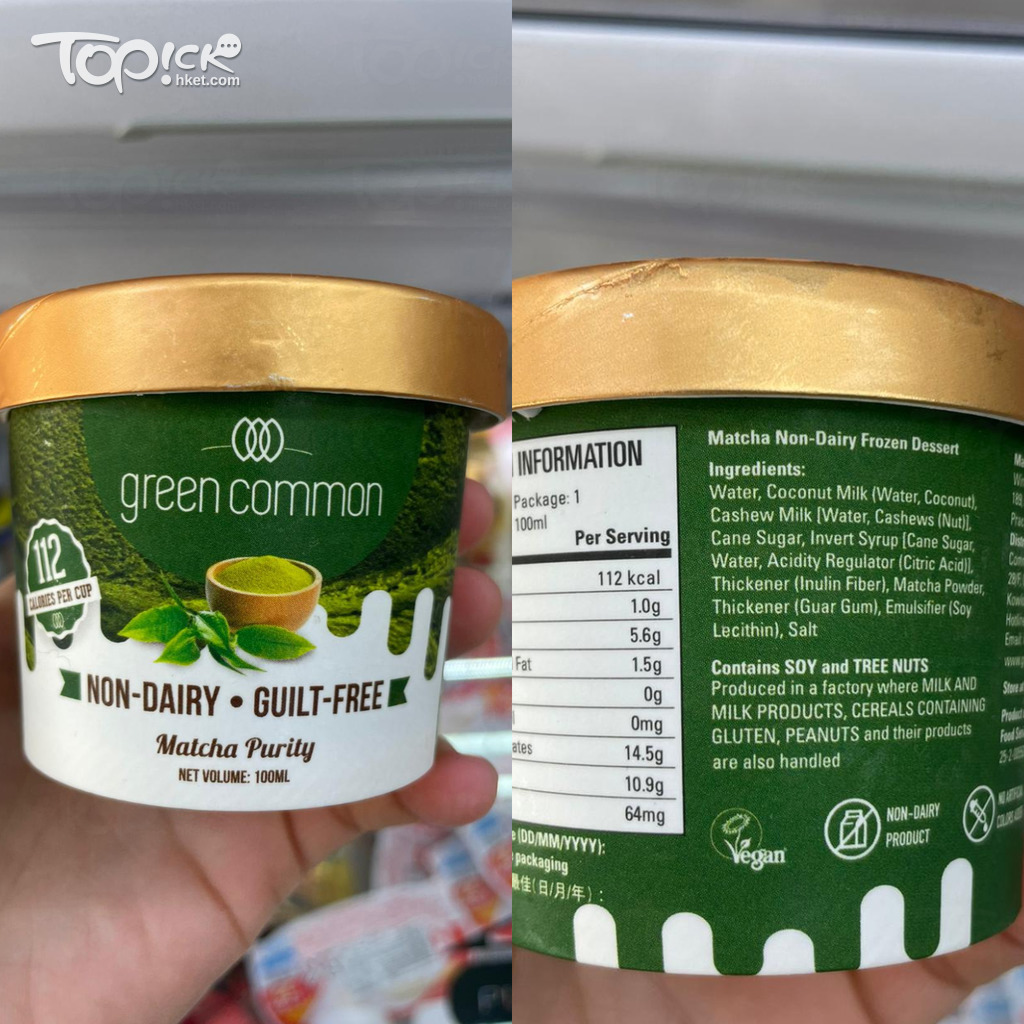 TOPICK
hket.com
green common
112
CALORIES PER CUP
NON-DAIRY • GUILT-FREE
Matcha Purity
NET VOLUME: 100ML
INFORMATION
Package: 1
100ml
Per Serving
112 kcal
1.0g
5.6g
Fat 1.5g
0g
0mg
14.5g
10.9g
64mg
(DD/MM/YYYY):
packaging
最佳(日/月/年):
Matcha Non-Dairy Frozen Dessert
Ingredients:
Water, Coconut Milk (Water, Coconut),
Cashew Milk [Water, Cashews (Nut)],
Cane Sugar, Invert Syrup [Cane Sugar,
Water, Acidity Regulator (Citric Acid)],
Thickener (Inulin Fiber), Matcha Powder,
Thickener (Guar Gum), Emulsifier (Soy
Lecithin), Salt
Contains SOY and TREE NUTS
Produced in a factory where MILK AND
MILK PRODUCTS, CEREALS CONTAINING
GLUTEN, PEANUTS and their products
are also handled
Vegan
NON-DAIRY
PRODUCT